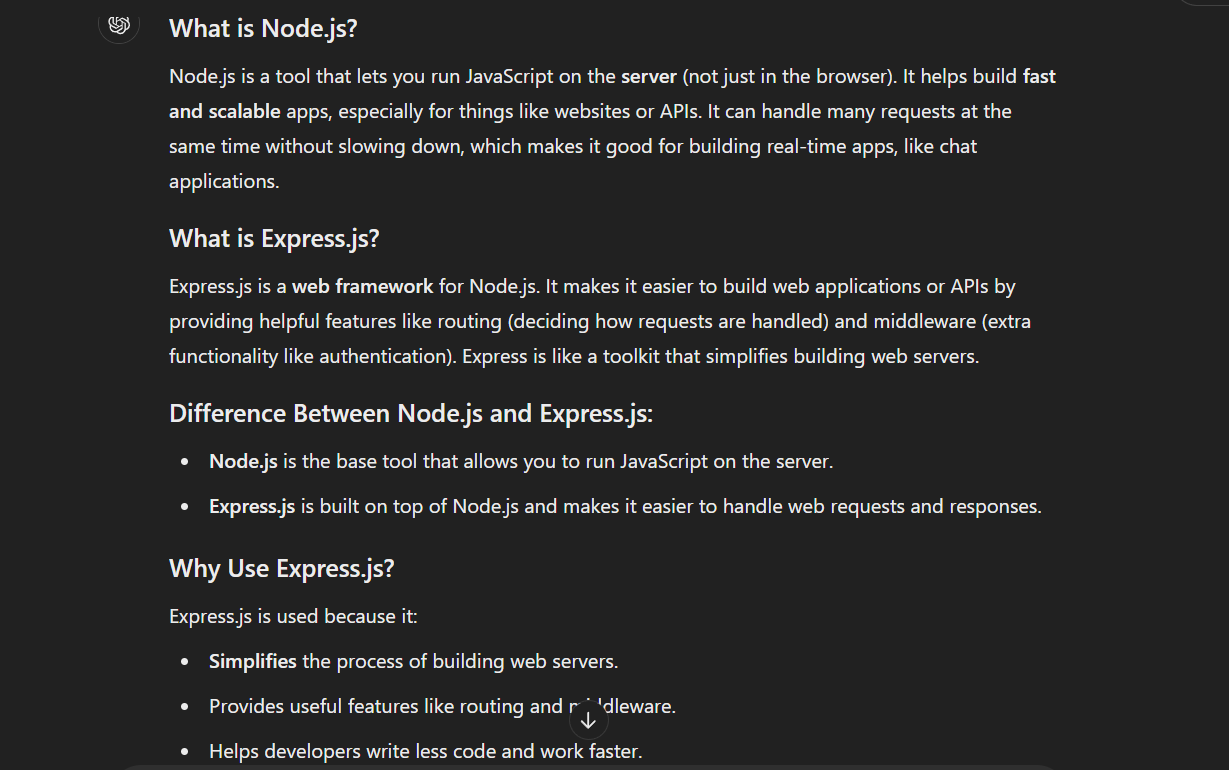 What is Node.js?
Node.js is a tool that lets you run JavaScript on the server (not just in the browser). It helps build fast
and scalable apps, especially for things like websites or APIs. It can handle many requests at the
same time without slowing down, which makes it good for building real-time apps, like chat
applications.
What is Express.js?
Express.js is a web framework for Node.js. It makes it easier to build web applications or APIs by
providing helpful features like routing (deciding how requests are handled) and middleware (extra
functionality like authentication). Express is like a toolkit that simplifies building web servers.
Difference Between Node.js and Express.js:
• Node.js is the base tool that allows you to run JavaScript on the server.
• Express.js is built on top of Node.js and makes it easier to handle web requests and responses.
Why Use Express.js?
Express.js is used because it:
• Simplifies the process of building web servers.
• Provides useful features like routing and middleware.
• Helps developers write less code and work faster.